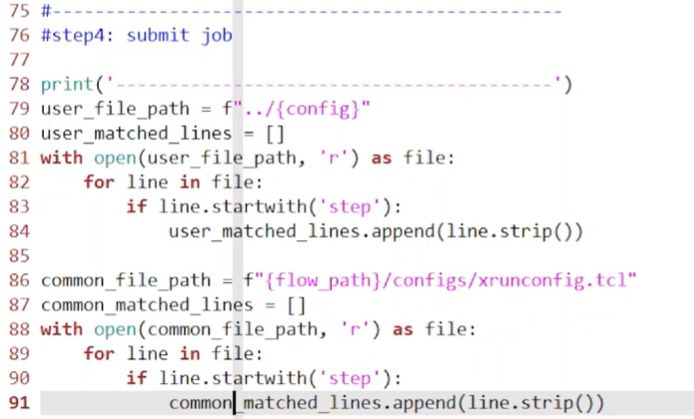 75 #-----------------------------------------------
76 #step4: submit job
77
78 print('----------------------------------------')
79 user_file_path = f"../{config}"
80 user_matched_lines = []
81 with open(user_file_path, 'r') as file:
82     for line in file:
83         if line.startwith('step'):
84             user_matched_lines.append(line.strip())
85
86 common_file_path = f"{flow_path}/configs/xrunconfig.tcl"
87 common_matched_lines = []
88 with open(common_file_path, 'r') as file:
89     for line in file:
90         if line.startwith('step'):
91             common_matched_lines.append(line.strip())